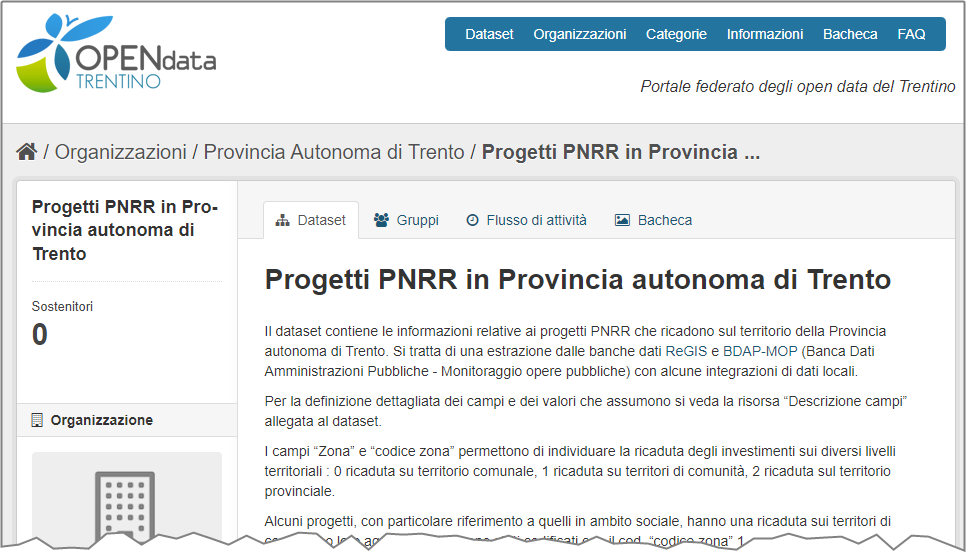 OPENdata
TRENTINO
Dataset Organizzazioni Categorie Informazioni Bacheca FAQ
Portale federato degli open data del Trentino
/ Organizzazioni / Provincia Autonoma di Trento / Progetti PNRR in Provincia ...
Progetti PNRR in Pro-
vincia autonoma di
Trento
Sostenitori
0
Organizzazione
Dataset Gruppi Flusso di attività Bacheca
Progetti PNRR in Provincia autonoma di Trento
Il dataset contiene le informazioni relative ai progetti PNRR che ricadono sul territorio della Provincia
autonoma di Trento. Si tratta di una estrazione dalle banche dati ReGIS e BDAP-MOP (Banca Dati
Amministrazioni Pubbliche - Monitoraggio opere pubbliche) con alcune integrazioni di dati locali.
Per la definizione dettagliata dei campi e dei valori che assumono si veda la risorsa “Descrizione campi”
allegata al dataset.
I campi “Zona” e “codice zona” permettono di individuare la ricaduta degli investimenti sui diversi livelli
territoriali : 0 ricaduta su territorio comunale, 1 ricaduta su territori di comunità, 2 ricaduta sul territorio
provinciale.
Alcuni progetti, con particolare riferimento a quelli in ambito sociale, hanno una ricaduta sui territori di
“codice zona” 1